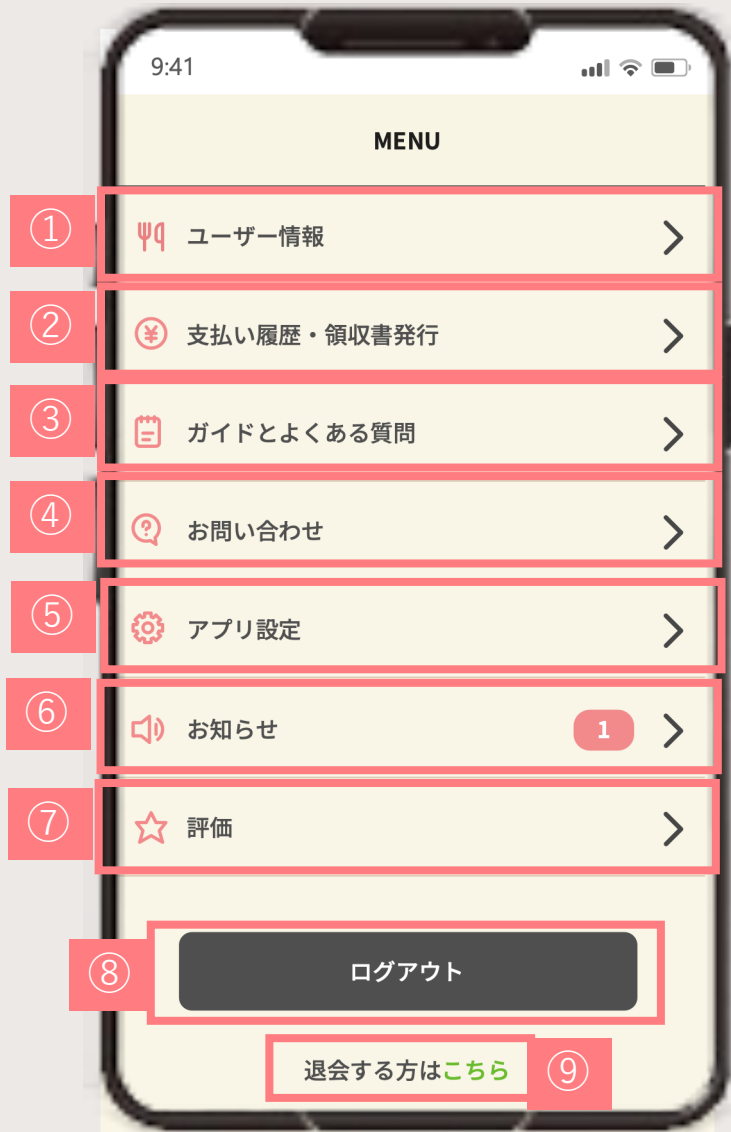 9:41
MENU
① ユーザー情報
② 支払い履歴・領収書発行
③ ガイドとよくある質問
④ お問い合わせ
⑤ アプリ設定
⑥ お知らせ 1
⑦ 評価
⑧ ログアウト
退会する方はこちら ⑨